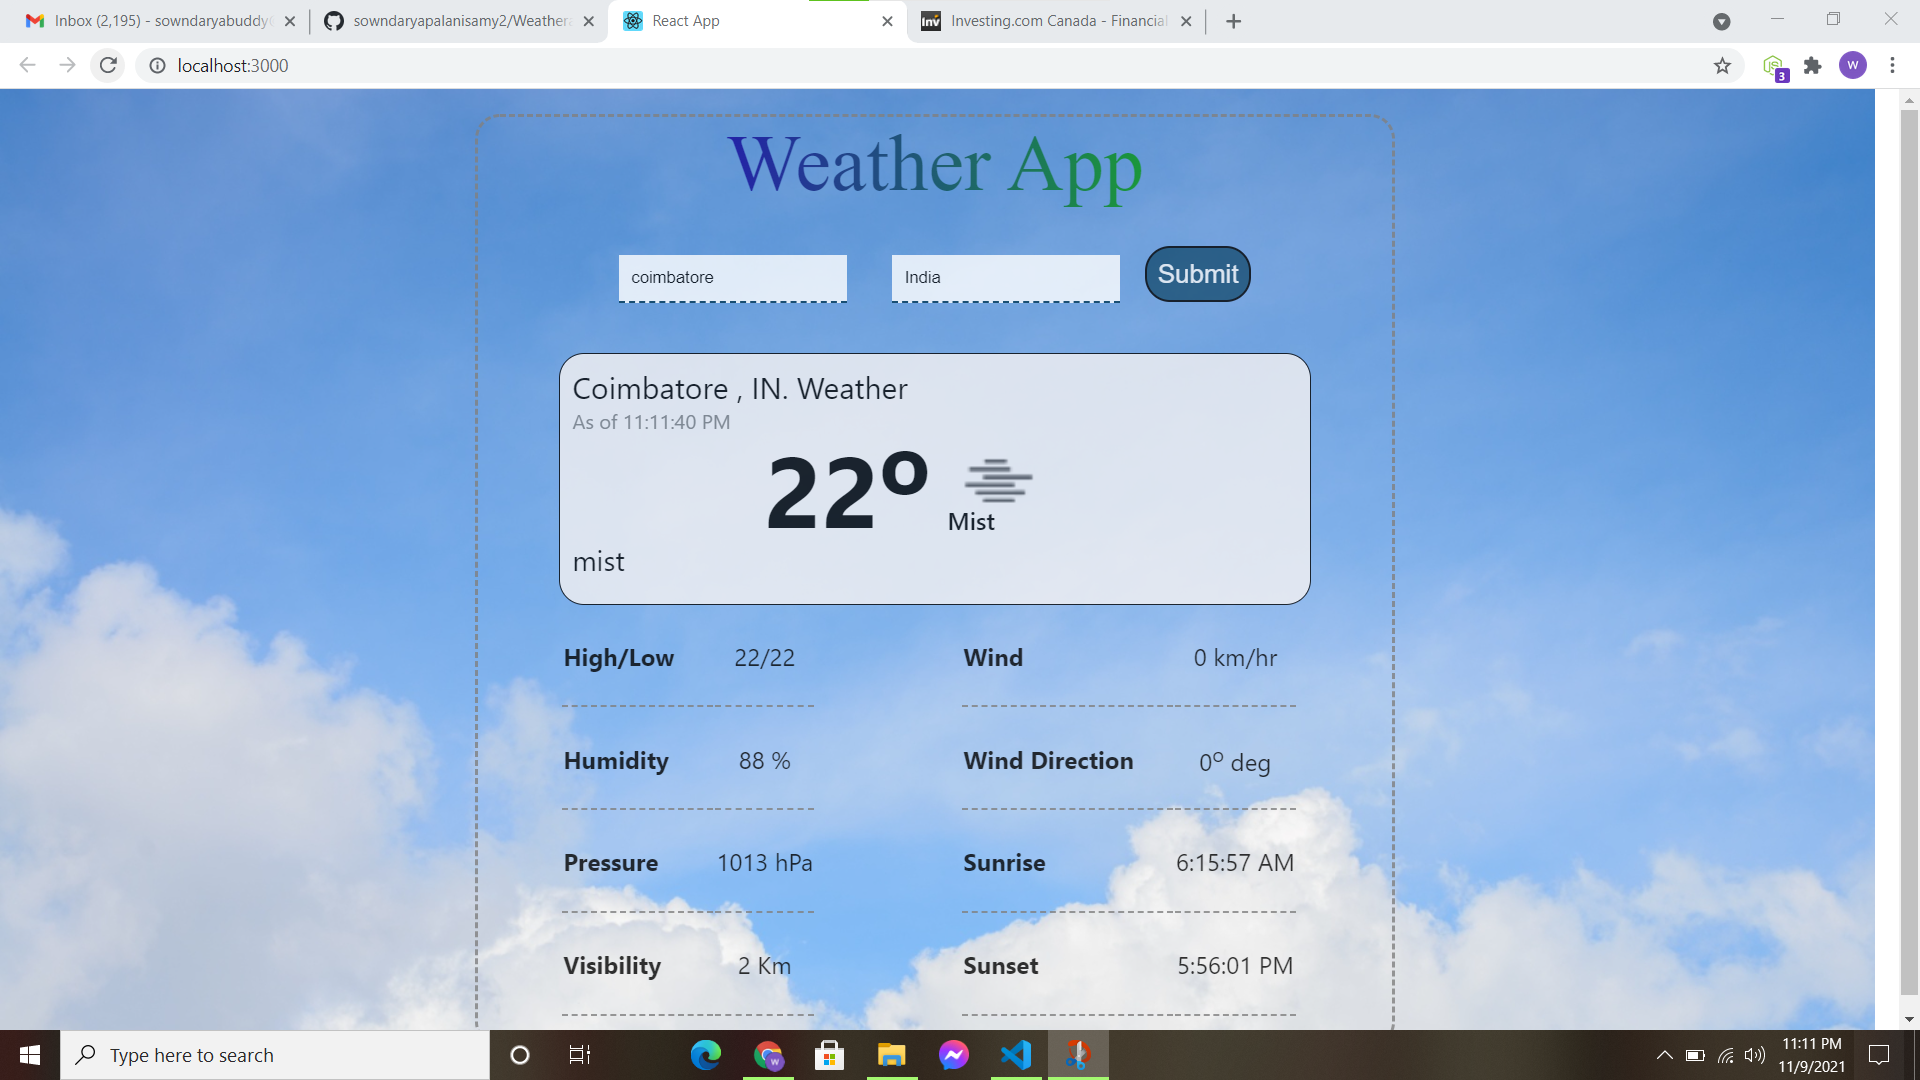 Inbox (2,195) - sowndaryabuddy
sowndaryapalanisamy2/Weather
React App
Investing.com Canada - Financial
localhost:3000
3
W
Weather App
coimbatore
India
Submit
Coimbatore , IN. Weather
As of 11:11:40 PM
22º
Mist
mist
High/Low 22/22 Wind 0 km/hr
Humidity 88 % Wind Direction 0º deg
Pressure 1013 hPa Sunrise 6:15:57 AM
Visibility 2 Km Sunset 5:56:01 PM
Type here to search
11:11 PM
11/9/2021